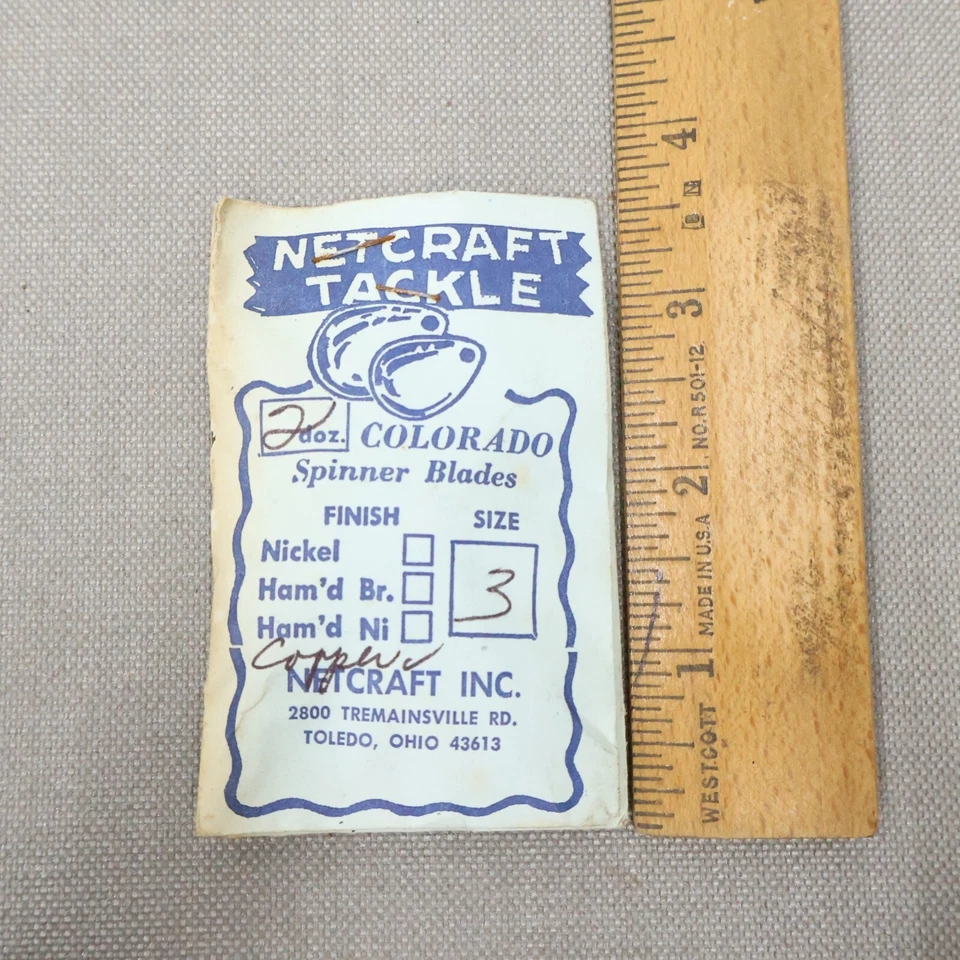 NETCRAFT
TACKLE
2 doz. COLORADO
Spinner Blades
FINISH SIZE
Nickel
Ham'd Br.
3
Ham'd Ni
Copper ✓
NETCRAFT INC.
2800 TREMAINSVILLE RD.
TOLEDO, OHIO 43613
WESTCOTT MADE IN U.S.A NO. R501-12
1 2 3 4